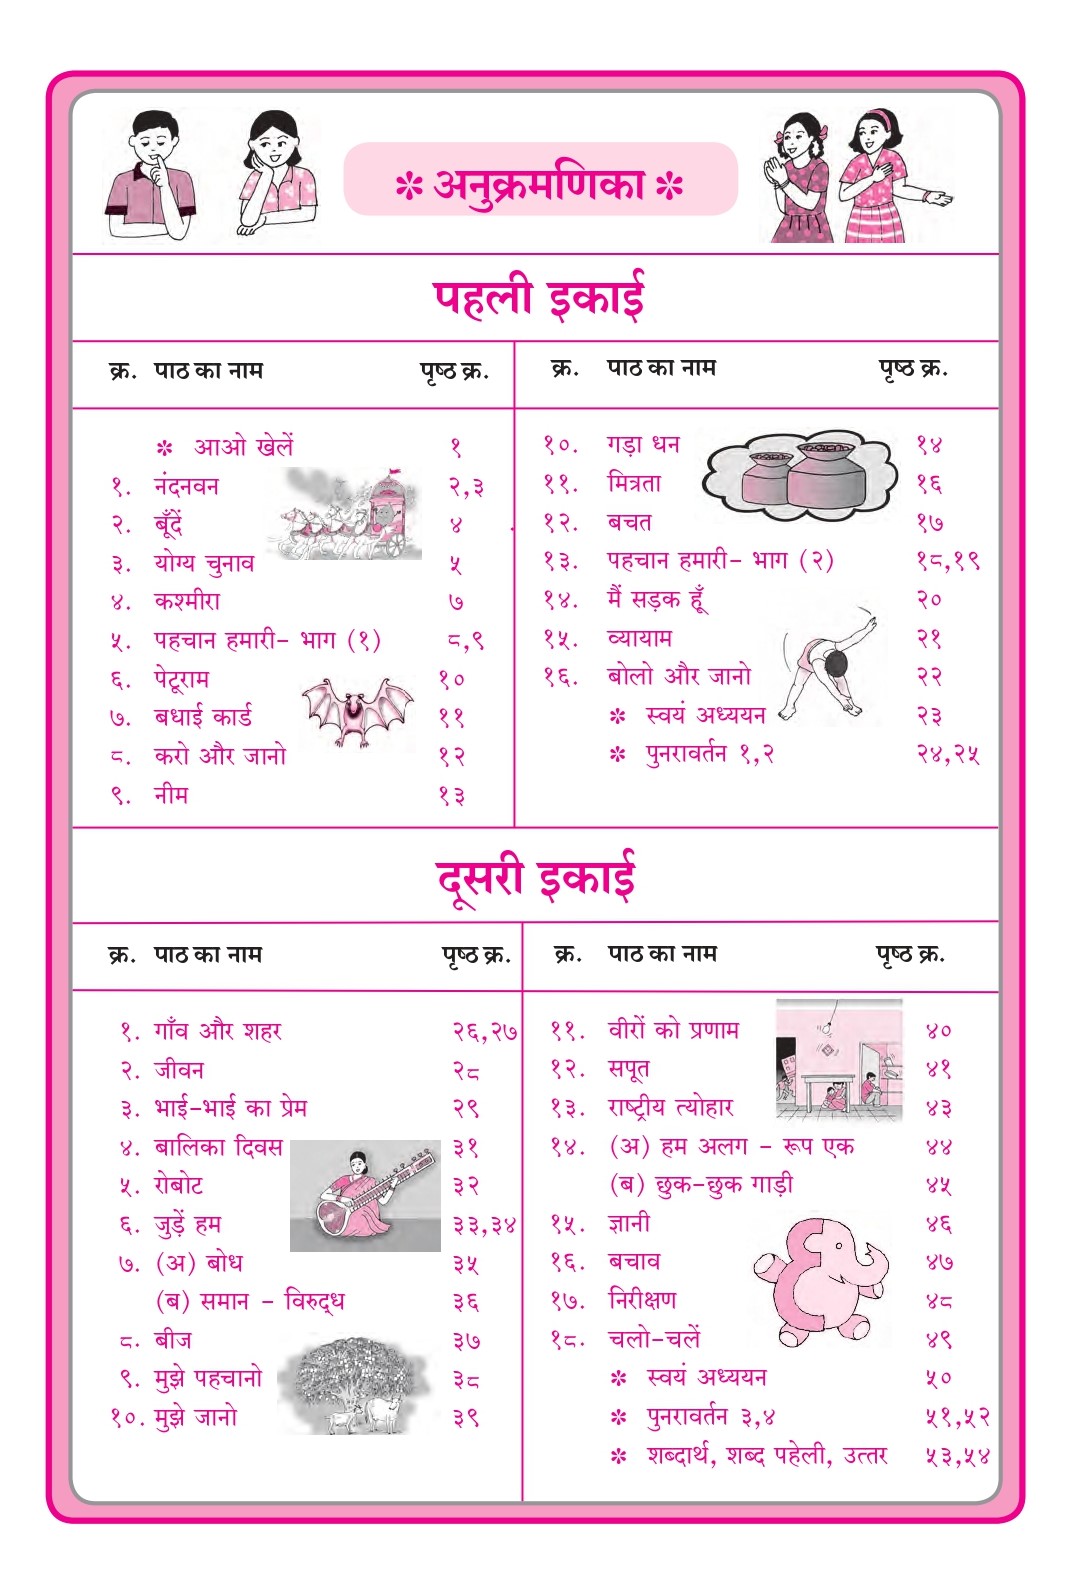 ✽ अनुक्रमणिका ✽
पहली इकाई
क्र. पाठ का नाम पृष्ठ क्र.
✽ आओ खेलें १
१. नंदनवन २,३
२. बूँदें ४
३. योग्य चुनाव ५
४. कश्मीरा ७
५. पहचान हमारी- भाग (१) ८,९
६. पेटूराम १०
७. बधाई कार्ड ११
८. करो और जानो १२
९. नीम १३
क्र. पाठ का नाम पृष्ठ क्र.
१०. गड़ा धन १४
११. मित्रता १६
१२. बचत १७
१३. पहचान हमारी- भाग (२) १८,१९
१४. मैं सड़क हूँ २०
१५. व्यायाम २१
१६. बोलो और जानो २२
✽ स्वयं अध्ययन २३
✽ पुनरावर्तन १,२ २४,२५
दूसरी इकाई
क्र. पाठ का नाम पृष्ठ क्र.
१. गाँव और शहर २६,२७
२. जीवन २८
३. भाई-भाई का प्रेम २९
४. बालिका दिवस ३१
५. रोबोट ३२
६. जुड़ें हम ३३,३४
७. (अ) बोध ३५
(ब) समान - विरुद्ध ३६
८. बीज ३७
९. मुझे पहचानो ३८
१०. मुझे जानो ३९
क्र. पाठ का नाम पृष्ठ क्र.
११. वीरों को प्रणाम ४०
१२. सपूत ४१
१३. राष्ट्रीय त्योहार ४३
१४. (अ) हम अलग - रूप एक ४४
(ब) छुक-छुक गाड़ी ४५
१५. ज्ञानी ४६
१६. बचाव ४७
१७. निरीक्षण ४८
१८. चलो-चलें ४९
✽ स्वयं अध्ययन ५०
✽ पुनरावर्तन ३,४ ५१,५२
✽ शब्दार्थ, शब्द पहेली, उत्तर ५३,५४